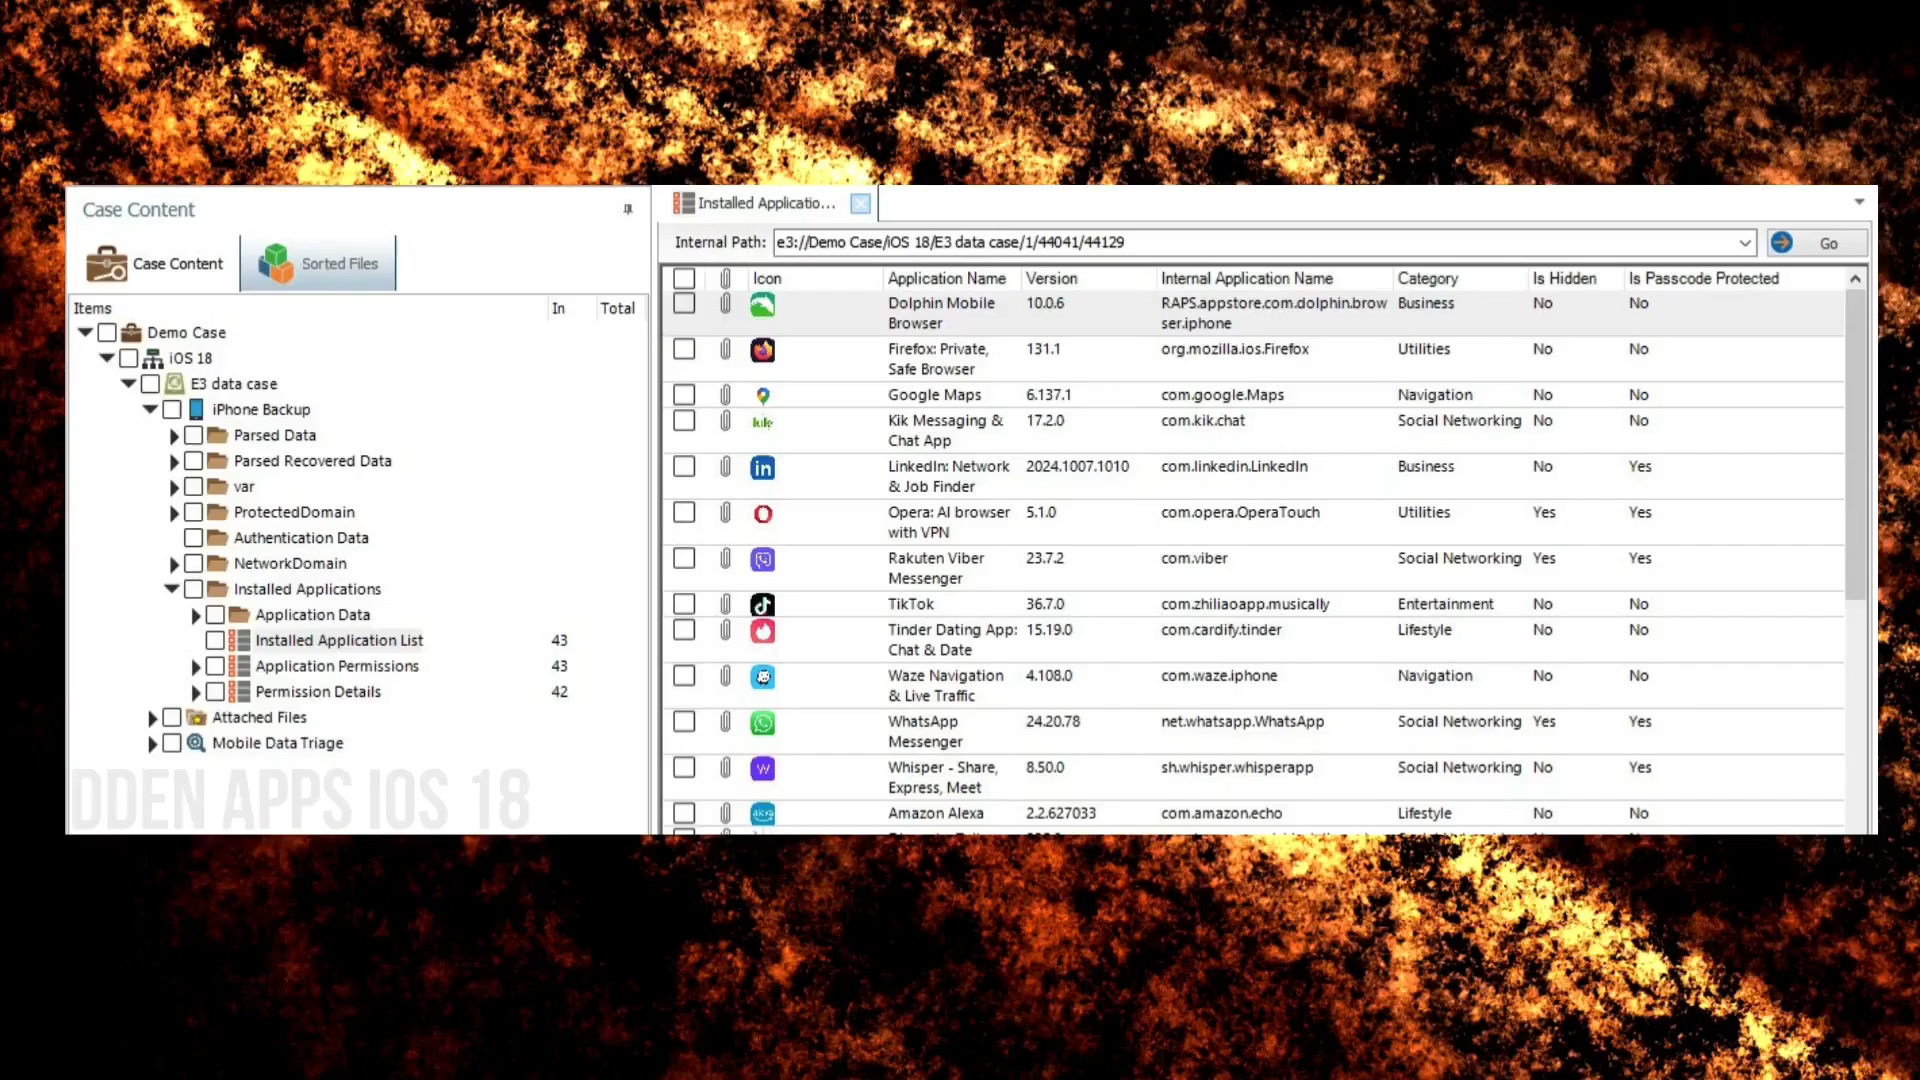 Case Content
Case Content
Sorted Files
Items In Total
Demo Case
iOS 18
E3 data case
iPhone Backup
Parsed Data
Parsed Recovered Data
var
ProtectedDomain
Authentication Data
NetworkDomain
Installed Applications
Application Data
Installed Application List 43
Application Permissions 43
Permission Details 42
Attached Files
Mobile Data Triage
DDEN APPS IOS 18
Installed Applicatio...
Internal Path: e3://Demo Case/iOS 18/E3 data case/1/44041/44129 Go
Icon Application Name Version Internal Application Name Category Is Hidden Is Passcode Protected
Dolphin Mobile 10.0.6 RAPS.appstore.com.dolphin.brow Business No No
Browser ser.iphone
Firefox: Private, 131.1 org.mozilla.ios.Firefox Utilities No No
Safe Browser
Google Maps 6.137.1 com.google.Maps Navigation No No
Kik Messaging & 17.2.0 com.kik.chat Social Networking No No
Chat App
in LinkedIn: Network 2024.1007.1010 com.linkedin.LinkedIn Business No Yes
& Job Finder
Opera: AI browser 5.1.0 com.opera.OperaTouch Utilities Yes Yes
with VPN
Rakuten Viber 23.7.2 com.viber Social Networking Yes Yes
Messenger
TikTok 36.7.0 com.zhiliaoapp.musically Entertainment No No
Tinder Dating App: 15.19.0 com.cardify.tinder Lifestyle No No
Chat & Date
Waze Navigation 4.108.0 com.waze.iphone Navigation No No
& Live Traffic
WhatsApp 24.20.78 net.whatsapp.WhatsApp Social Networking Yes Yes
Messenger
Whisper - Share, 8.50.0 sh.whisper.whisperapp Social Networking No Yes
Express, Meet
Amazon Alexa 2.2.627033 com.amazon.echo Lifestyle No No